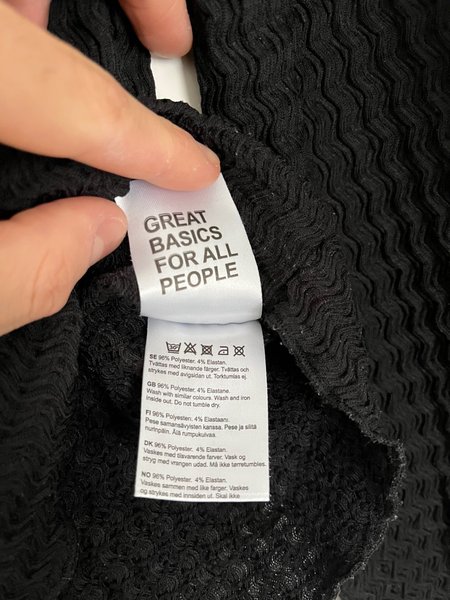 GREAT
BASICS
FOR ALL
PEOPLE
SE 96% Polyester. 4% Elastan.
Tvättas med liknande färger. Tvättas och
strykes med avigsidan ut. Torktumlas ej.
GB 96% Polyester. 4% Elastane.
Wash with similar colours. Wash and iron
inside out. Do not tumble dry.
FI 96% Polyesteri. 4% Elastaani.
Pese samansävyisten kanssa. Pese ja silitä
nurinpäin. Älä rumpukuivaa.
DK 96% Polyester. 4% Elastan.
Vaskes med tilsvarende farver. Vask og
stryg med vrangen udad. Må ikke tørretumbles.
NO 96% Polyester. 4% Elastan.
Vaskes sammen med like farger. Vaskes
og strykes med innsiden ut. Skal ikke